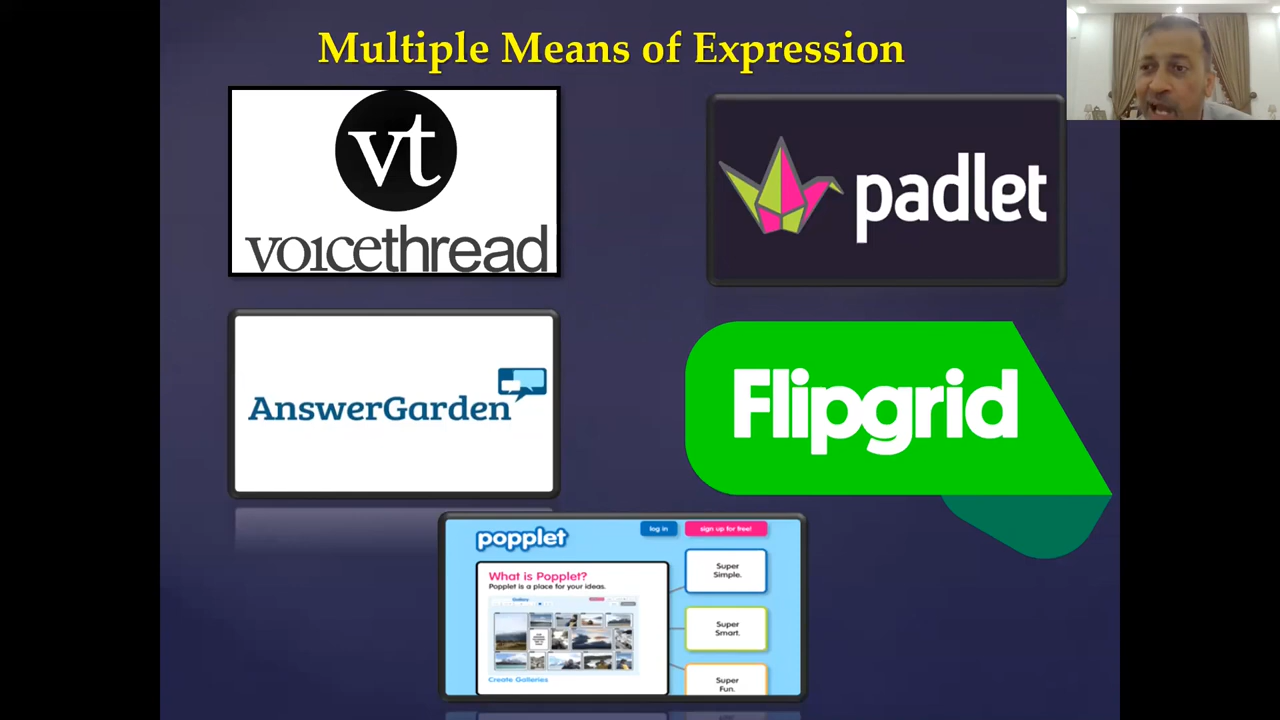 Multiple Means of Expression
vt
voicethread
padlet
AnswerGarden
Flipgrid
popplet
log in
sign up for free!
What is Popplet?
Popplet is a place for your ideas.
Gallery
Super
Simple.
Super
Smart.
Super
Fun.
Create Galleries